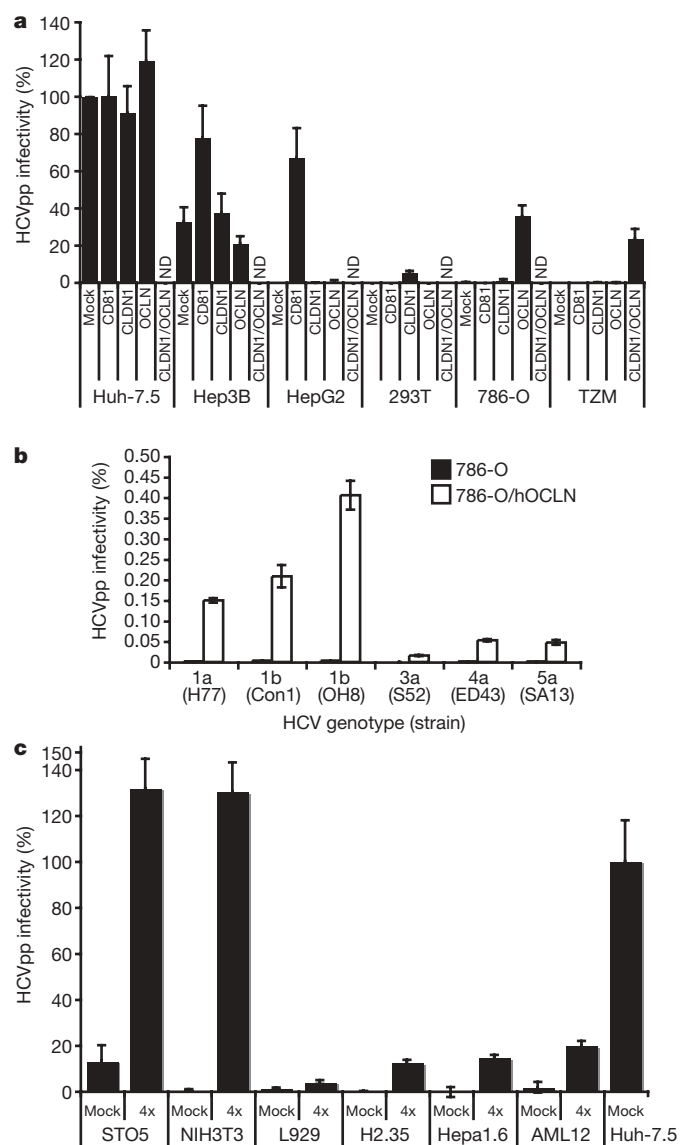 a
HCVpp infectivity (%)
140
120
100
80
60
40
20
0
Mock
CD81
CLDN1
OCLN
CLDN1/OCLN
ND
Mock
CD81
CLDN1
OCLN
CLDN1/OCLN
ND
Mock
CD81
CLDN1
OCLN
CLDN1/OCLN
ND
Mock
CD81
CLDN1
OCLN
CLDN1/OCLN
ND
Mock
CD81
CLDN1
OCLN
CLDN1/OCLN
ND
Mock
CD81
CLDN1
OCLN
CLDN1/OCLN
Huh-7.5 Hep3B HepG2 293T 786-O TZM
b
HCVpp infectivity (%)
0.50
0.45
0.40
0.35
0.30
0.25
0.20
0.15
0.10
0.05
0
786-O
786-O/hOCLN
1a 1b 1b 3a 4a 5a
(H77) (Con1) (OH8) (S52) (ED43) (SA13)
HCV genotype (strain)
c
HCVpp infectivity (%)
150
140
120
100
80
60
40
20
0
Mock 4x Mock 4x Mock 4x Mock 4x Mock 4x Mock 4x Mock
STO5 NIH3T3 L929 H2.35 Hepa1.6 AML12 Huh-7.5